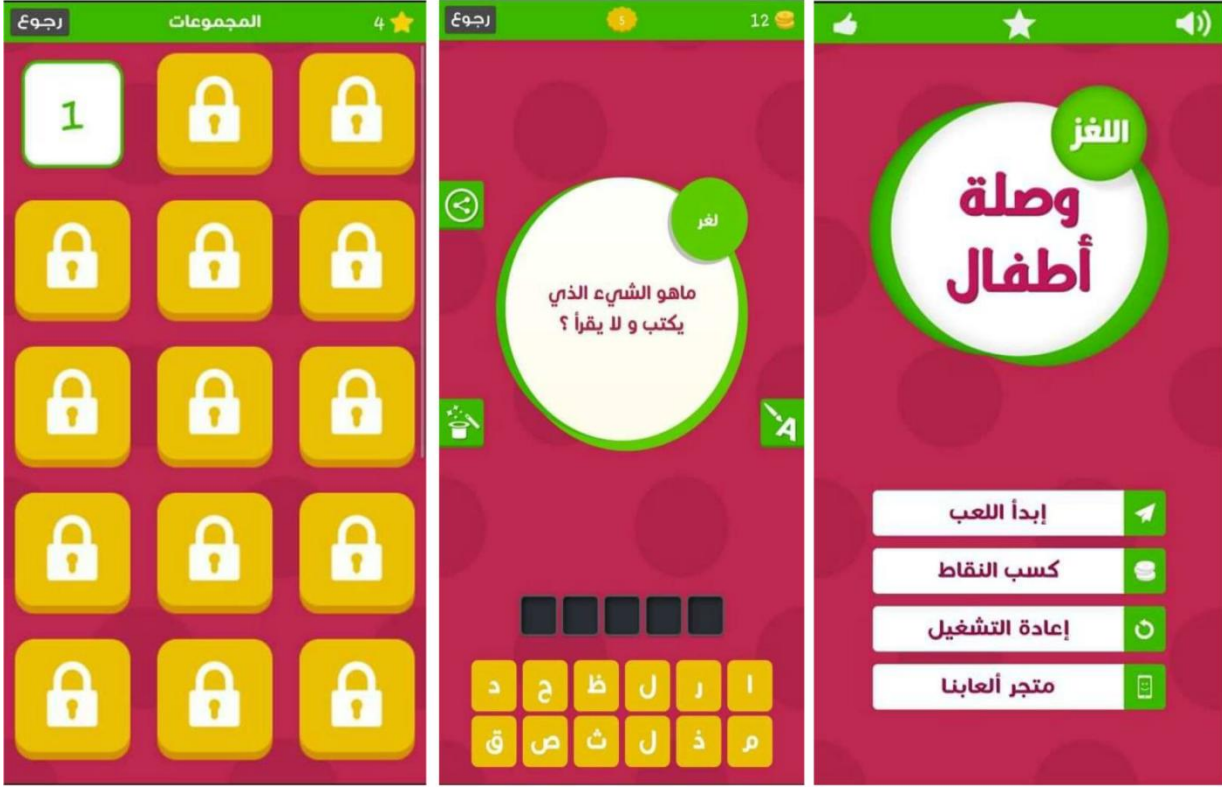 رجوع
المجموعات
4
1
رجوع
5
12
لغر
ماهو الشيء الذي
يكتب و لا يقرأ ؟
A
ا ر ل ظ ح د
م ذ ل ث ص ق
اللغز
وصلة
أطفال
إبدأ اللعب
كسب النقاط
إعادة التشغيل
متجر ألعابنا